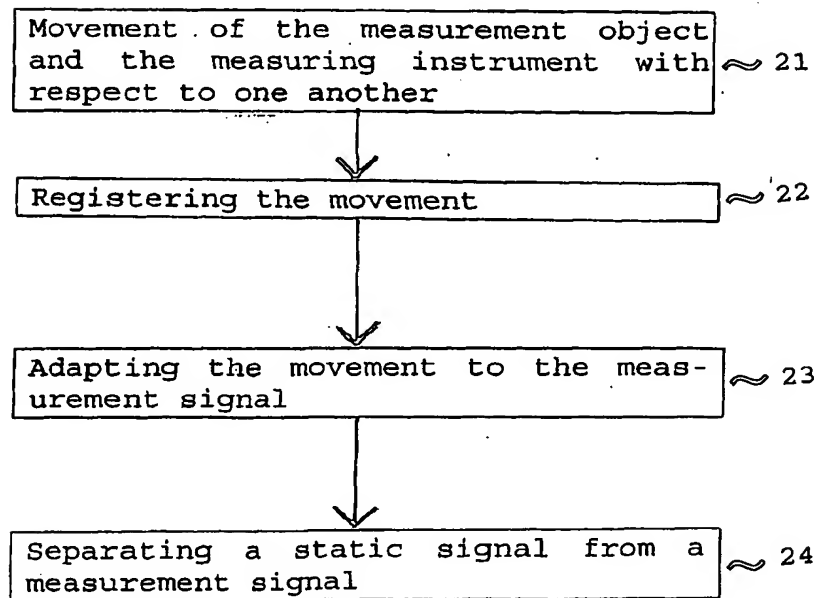 Movement of the measurement object
and the measuring instrument with
respect to one another
21
Registering the movement
22
Adapting the movement to the meas-
urement signal
23
Separating a static signal from a
measurement signal
24